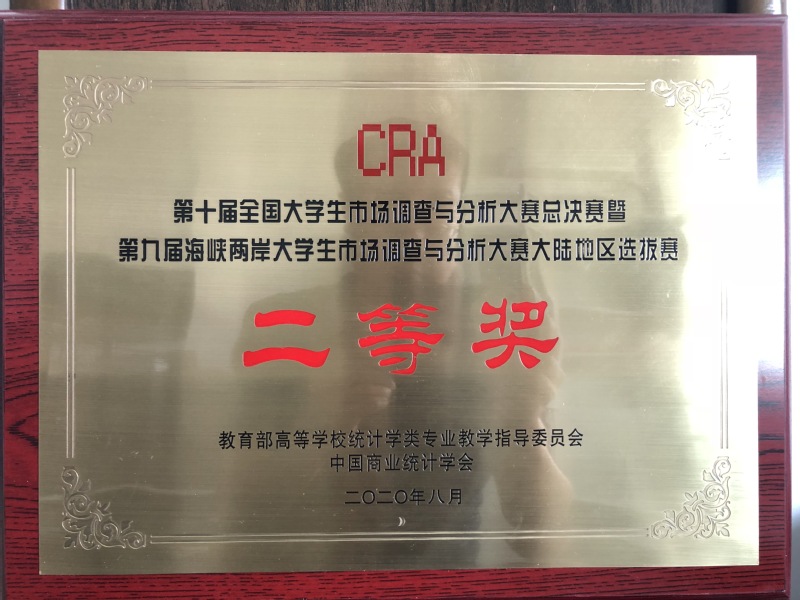 CRA
第十届全国大学生市场调查与分析大赛总决赛暨
第九届海峡两岸大学生市场调查与分析大赛大陆地区选拔赛
二等奖
教育部高等学校统计学类专业教学指导委员会
中国商业统计学会
二〇二〇年八月